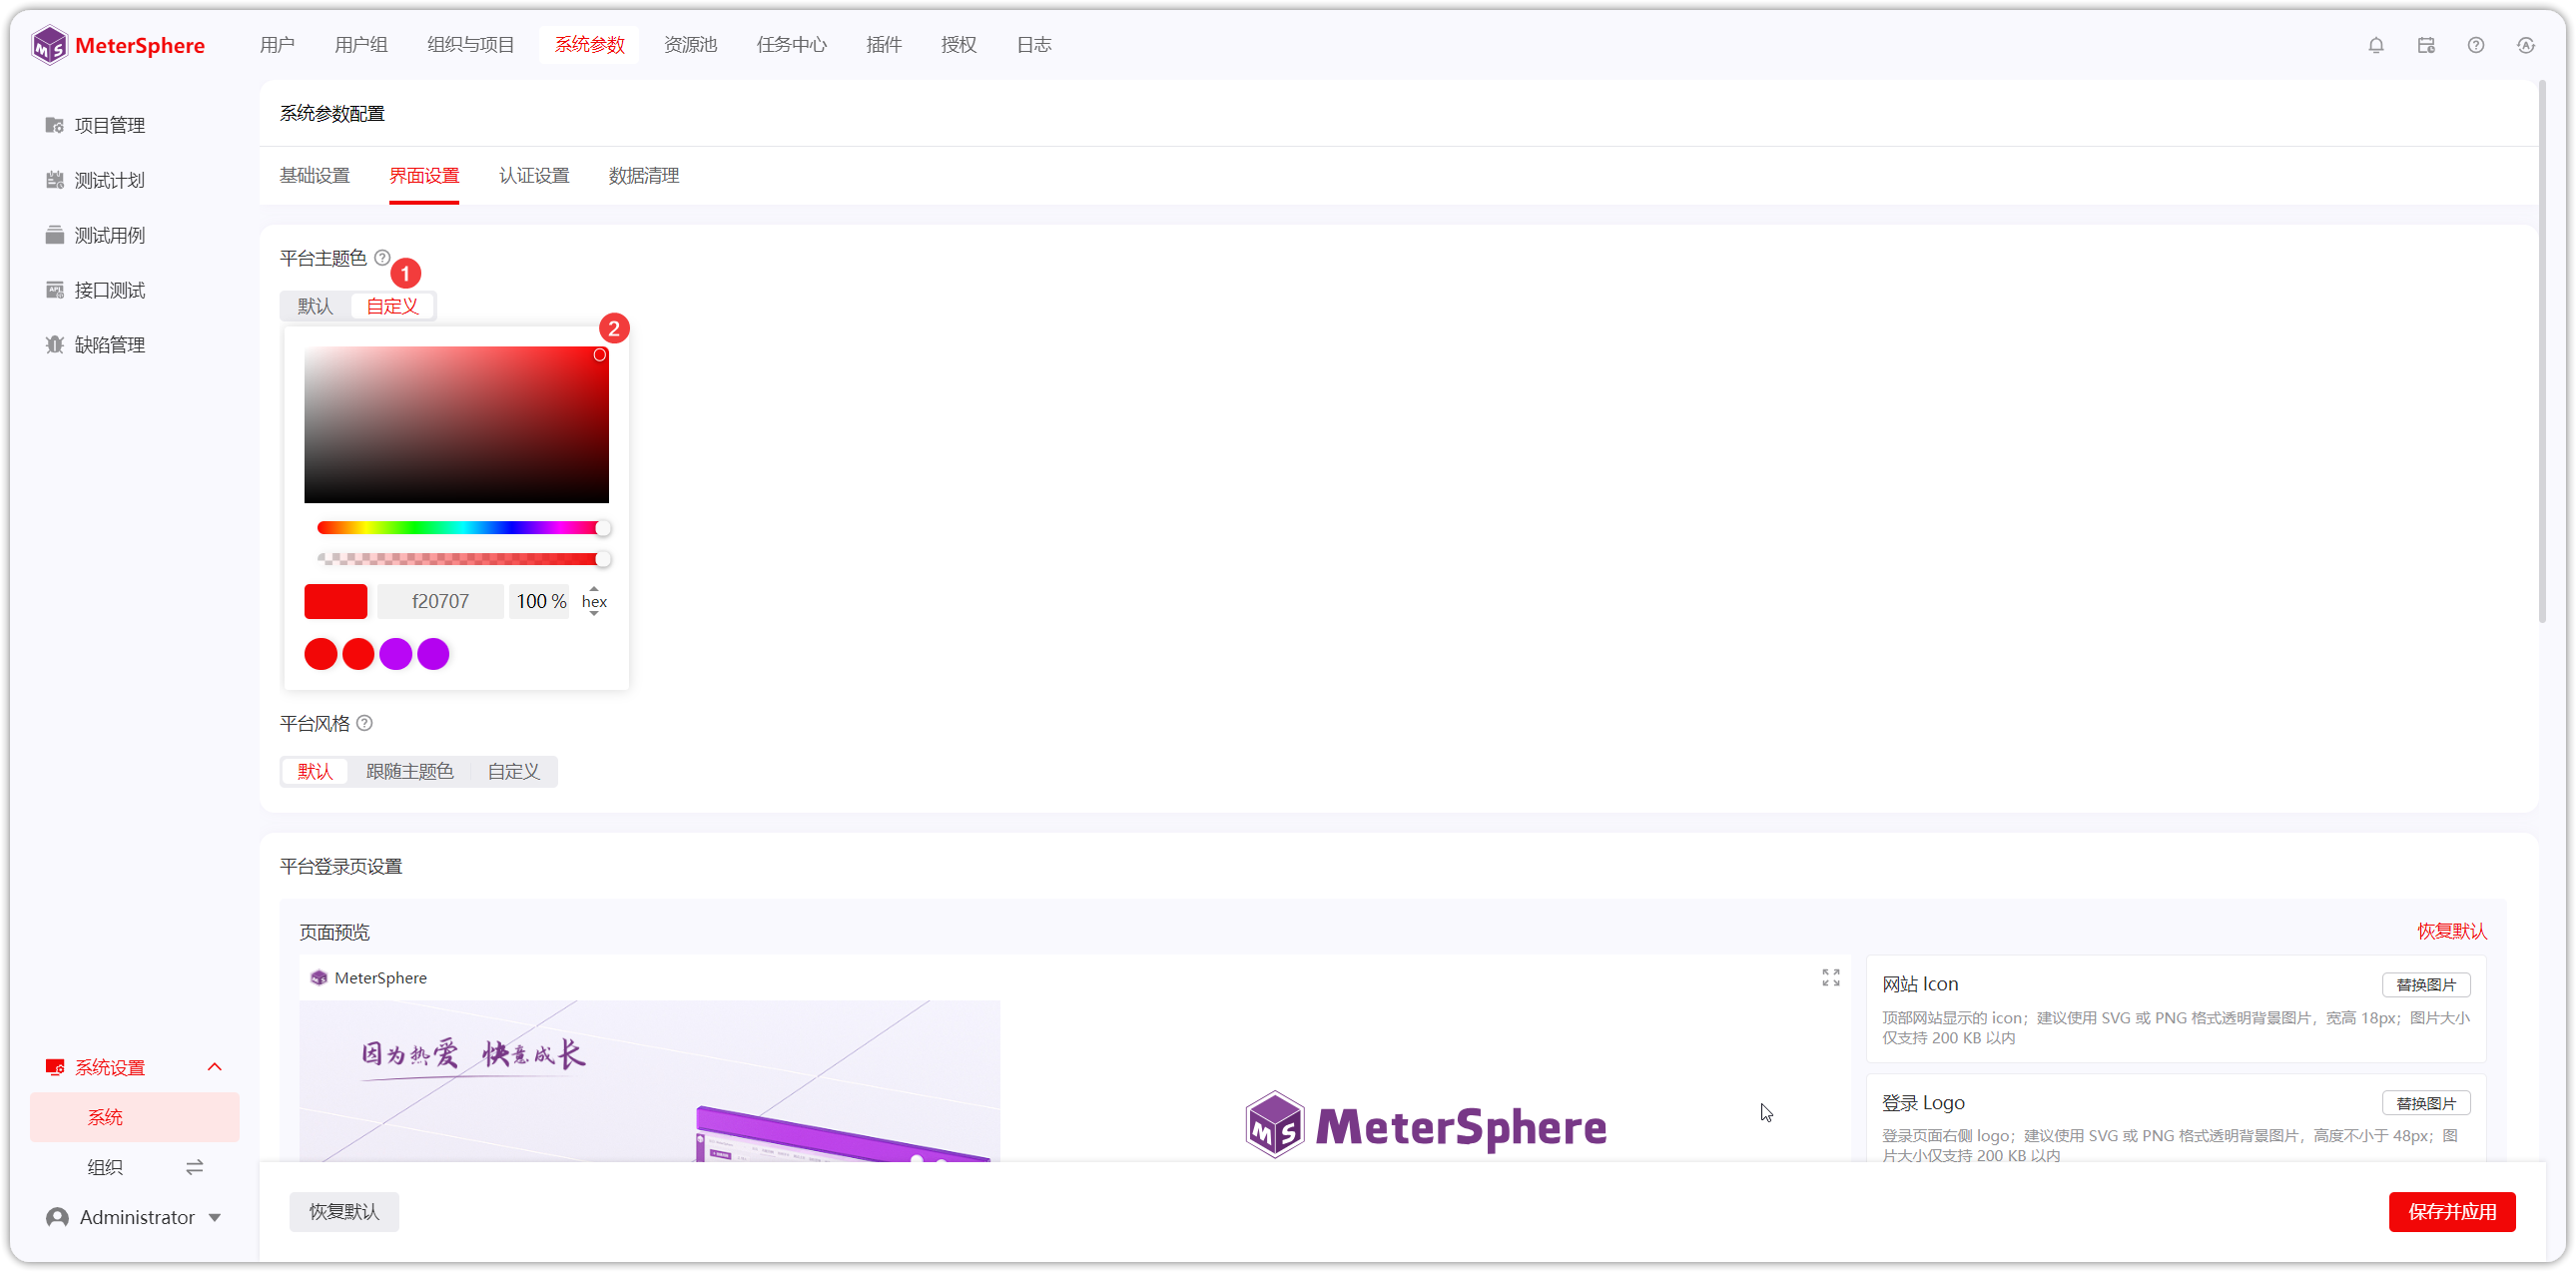 MeterSphere
用户
用户组
组织与项目
系统参数
资源池
任务中心
插件
授权
日志
项目管理
测试计划
测试用例
接口测试
缺陷管理
系统参数配置
基础设置
界面设置
认证设置
数据清理
平台主题色
1
默认
自定义
2
f20707
100 %
hex
平台风格
默认
跟随主题色
自定义
平台登录页设置
页面预览
恢复默认
MeterSphere
因为热爱 快意成长
MeterSphere
网站 Icon
替换图片
顶部网站显示的 icon；建议使用 SVG 或 PNG 格式透明背景图片，宽高 18px；图片大小
仅支持 200 KB 以内
登录 Logo
替换图片
登录页面右侧 logo；建议使用 SVG 或 PNG 格式透明背景图片，高度不小于 48px；图
片大小仅支持 200 KB 以内
系统设置
系统
组织
Administrator
恢复默认
保存并应用